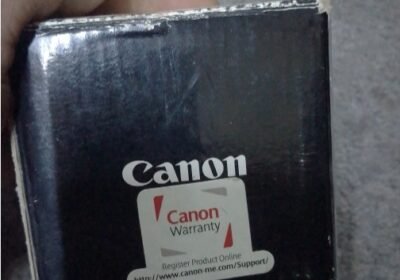 Canon
Canon
Warranty
Register Product Online
http://www.canon-me.com/Support/